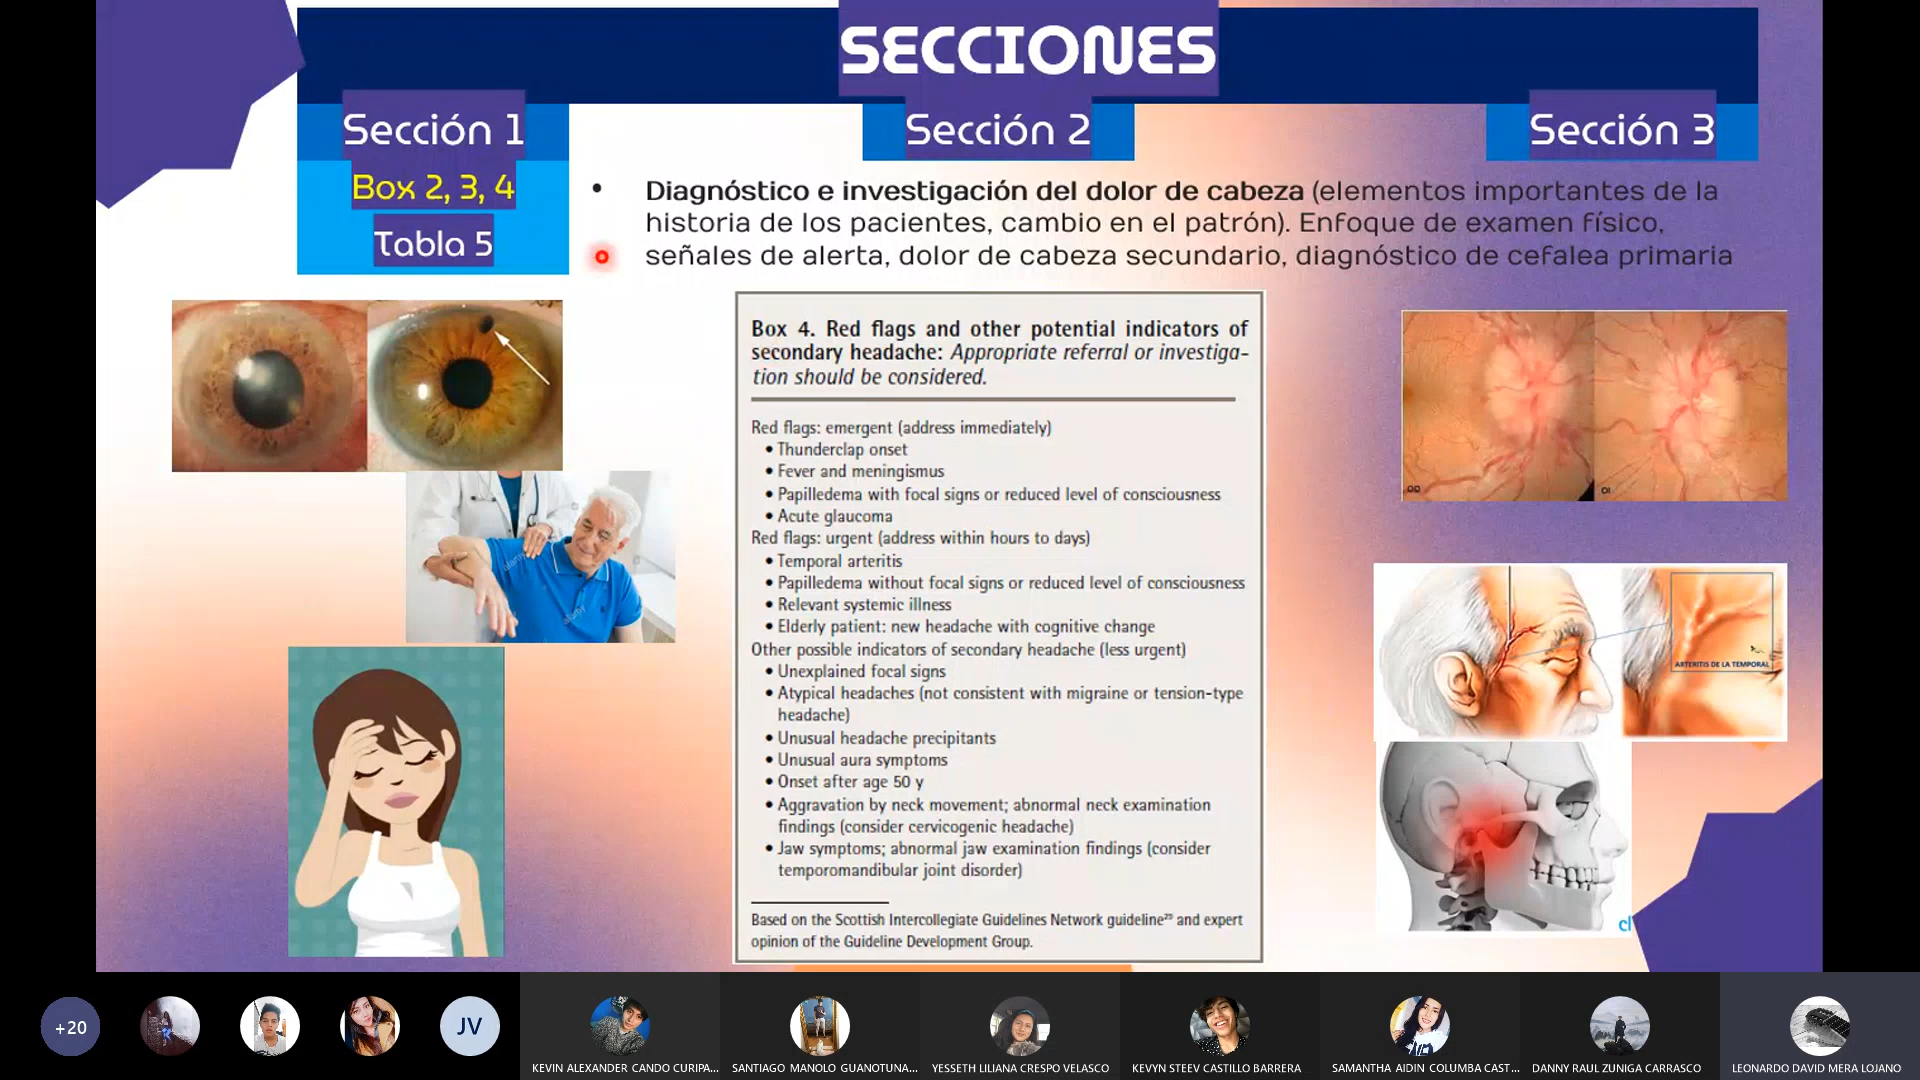 SECCIONES
Sección 1
Sección 2
Sección 3
Box 2, 3, 4
Tabla 5
• Diagnóstico e investigación del dolor de cabeza (elementos importantes de la
historia de los pacientes, cambio en el patrón). Enfoque de examen físico,
señales de alerta, dolor de cabeza secundario, diagnóstico de cefalea primaria
Box 4. Red flags and other potential indicators of
secondary headache: Appropriate referral or investiga-
tion should be considered.
Red flags: emergent (address immediately)
• Thunderclap onset
• Fever and meningismus
• Papilledema with focal signs or reduced level of consciousness
• Acute glaucoma
Red flags: urgent (address within hours to days)
• Temporal arteritis
• Papilledema without focal signs or reduced level of consciousness
• Relevant systemic illness
• Elderly patient: new headache with cognitive change
Other possible indicators of secondary headache (less urgent)
• Unexplained focal signs
• Atypical headaches (not consistent with migraine or tension-type
headache)
• Unusual headache precipitants
• Unusual aura symptoms
• Onset after age 50 y
• Aggravation by neck movement; abnormal neck examination
findings (consider cervicogenic headache)
• Jaw symptoms; abnormal jaw examination findings (consider
temporomandibular joint disorder)
Based on the Scottish Intercollegiate Guidelines Network guideline and expert
opinion of the Guideline Development Group.
alamy
alamy
OD
OI
ARTERITIS DE LA TEMPORAL
cl
+20
JV
KEVIN ALEXANDER CANDO CURIPA...
SANTIAGO MANOLO GUANOTUNA...
YESSETH LILIANA CRESPO VELASCO
KEVYN STEEV CASTILLO BARRERA
SAMANTHA AIDIN COLUMBA CAST...
DANNY RAUL ZUNIGA CARRASCO
LEONARDO DAVID MERA LOJANO